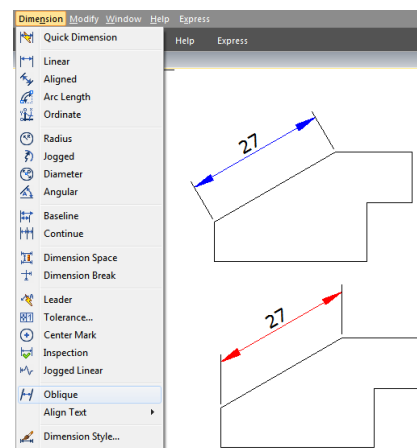 Dimension Modify Window Help Express
Help Express
Quick Dimension
Linear
Aligned
Arc Length
Ordinate
Radius
Jogged
Diameter
Angular
Baseline
Continue
Dimension Space
Dimension Break
Leader
Tolerance...
Center Mark
Inspection
Jogged Linear
Oblique
Align Text
Dimension Style...
27
27